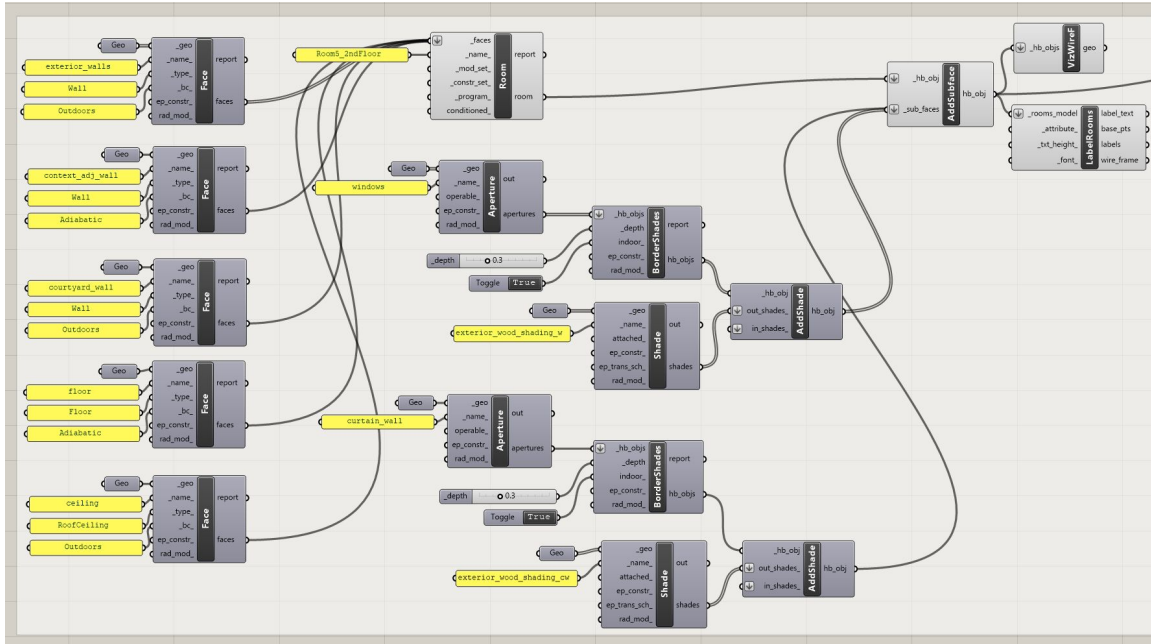 Geo
exterior_walls
Wall
Outdoors
_geo
_name_
_type_
_bc_
ep_constr_
rad_mod_
Face
report
faces
Geo
context_adj_wall
Wall
Adiabatic
_geo
_name_
_type_
_bc_
ep_constr_
rad_mod_
Face
report
faces
Geo
courtyard_wall
Wall
Outdoors
_geo
_name_
_type_
_bc_
ep_constr_
rad_mod_
Face
report
faces
Geo
floor
Floor
Adiabatic
_geo
_name_
_type_
_bc_
ep_constr_
rad_mod_
Face
report
faces
Geo
ceiling
RoofCeiling
Outdoors
_geo
_name_
_type_
_bc_
ep_constr_
rad_mod_
Face
report
faces
Room5_2ndFloor
_faces
_name_
_mod_set_
_constr_set_
_program_
conditioned_
Room
report
room
Geo
windows
_geo
_name_
operable_
ep_constr_
rad_mod_
Aperture
out
apertures
_depth
0.3
Toggle
True
_hb_objs
_depth
indoor_
ep_constr_
rad_mod_
BorderShades
report
hb_objs
Geo
exterior_wood_shading_w
_geo
_name_
attached_
ep_constr_
ep_trans_sch_
rad_mod_
Shade
out
shades
_hb_obj
out_shades_
in_shades_
AddShade
hb_obj
Geo
curtain_wall
_geo
_name_
operable_
ep_constr_
rad_mod_
Aperture
out
apertures
_depth
0.3
Toggle
True
_hb_objs
_depth
indoor_
ep_constr_
rad_mod_
BorderShades
report
hb_objs
Geo
exterior_wood_shading_cw
_geo
_name_
attached_
ep_constr_
ep_trans_sch_
rad_mod_
Shade
out
shades
_hb_obj
out_shades_
in_shades_
AddShade
hb_obj
_hb_obj
_sub_faces
AddSubface
hb_obj
_hb_objs
VizWireF
geo
_rooms_model
_attribute_
_txt_height_
_font_
LabelRooms
label_text
base_pts
labels
wire_frame